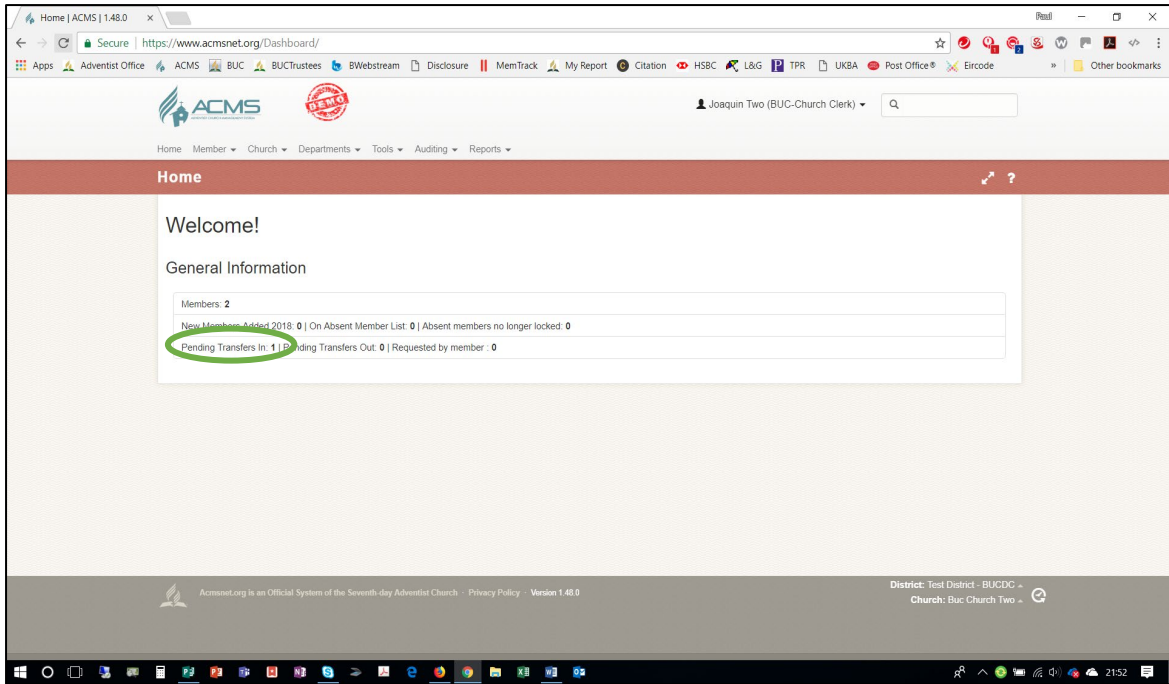 Home | ACMS | 1.48.0
Paul
Secure | https://www.acmsnet.org/Dashboard/
Apps Adventist Office ACMS BUC BUCTrustees BWebstream Disclosure MemTrack My Report Citation HSBC L&G TPR UKBA Post Office® Eircode » Other bookmarks
ACMS DEMO Joaquin Two (BUC-Church Clerk)
Home Member Church Departments Tools Auditing Reports
Home ?
Welcome!
General Information
Members: 2
New Members Added 2018: 0 | On Absent Member List: 0 | Absent members no longer locked: 0
Pending Transfers In: 1 | Pending Transfers Out: 0 | Requested by member : 0
District: Test District - BUCDC
Acmsnet.org is an Official System of the Seventh-day Adventist Church - Privacy Policy - Version 1.48.0
Church: Buc Church Two
21:52